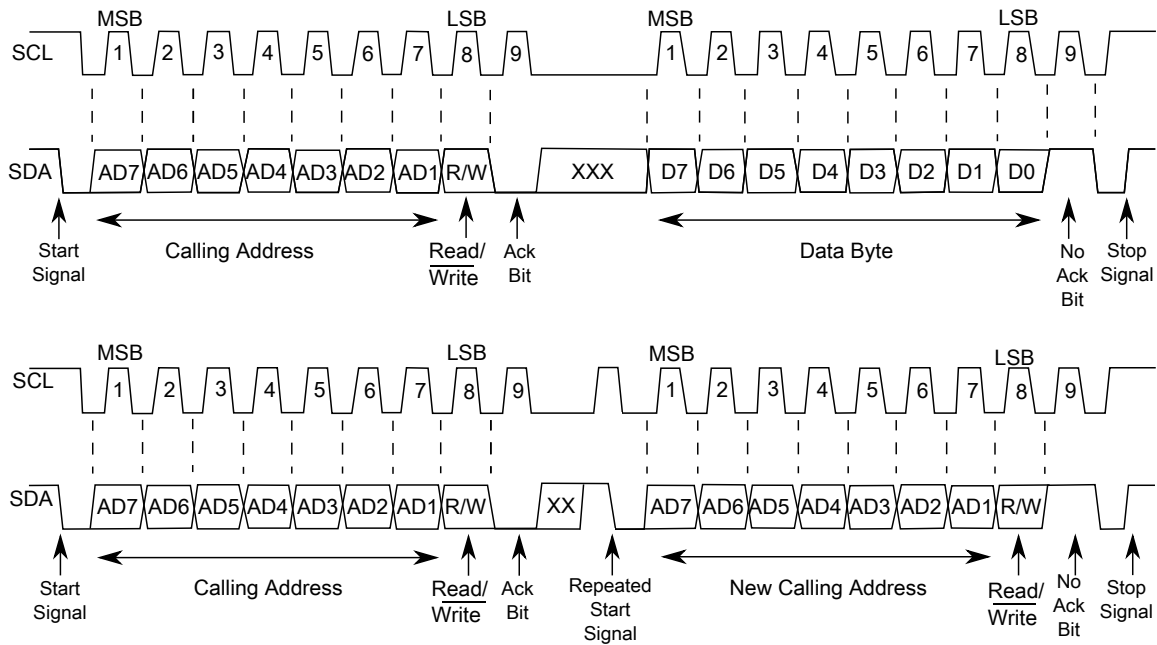 MSB LSB MSB LSB
SCL 1 2 3 4 5 6 7 8 9 1 2 3 4 5 6 7 8 9
SDA AD7 AD6 AD5 AD4 AD3 AD2 AD1 R/W XXX D7 D6 D5 D4 D3 D2 D1 D0
Start
Signal
Calling Address
Read/
Write
Ack
Bit
Data Byte
No
Ack
Bit
Stop
Signal
MSB LSB MSB LSB
SCL 1 2 3 4 5 6 7 8 9 1 2 3 4 5 6 7 8 9
SDA AD7 AD6 AD5 AD4 AD3 AD2 AD1 R/W XX AD7 AD6 AD5 AD4 AD3 AD2 AD1 R/W
Start
Signal
Calling Address
Read/
Write
Ack
Bit
Repeated
Start
Signal
New Calling Address
Read/
Write
No
Ack
Bit
Stop
Signal